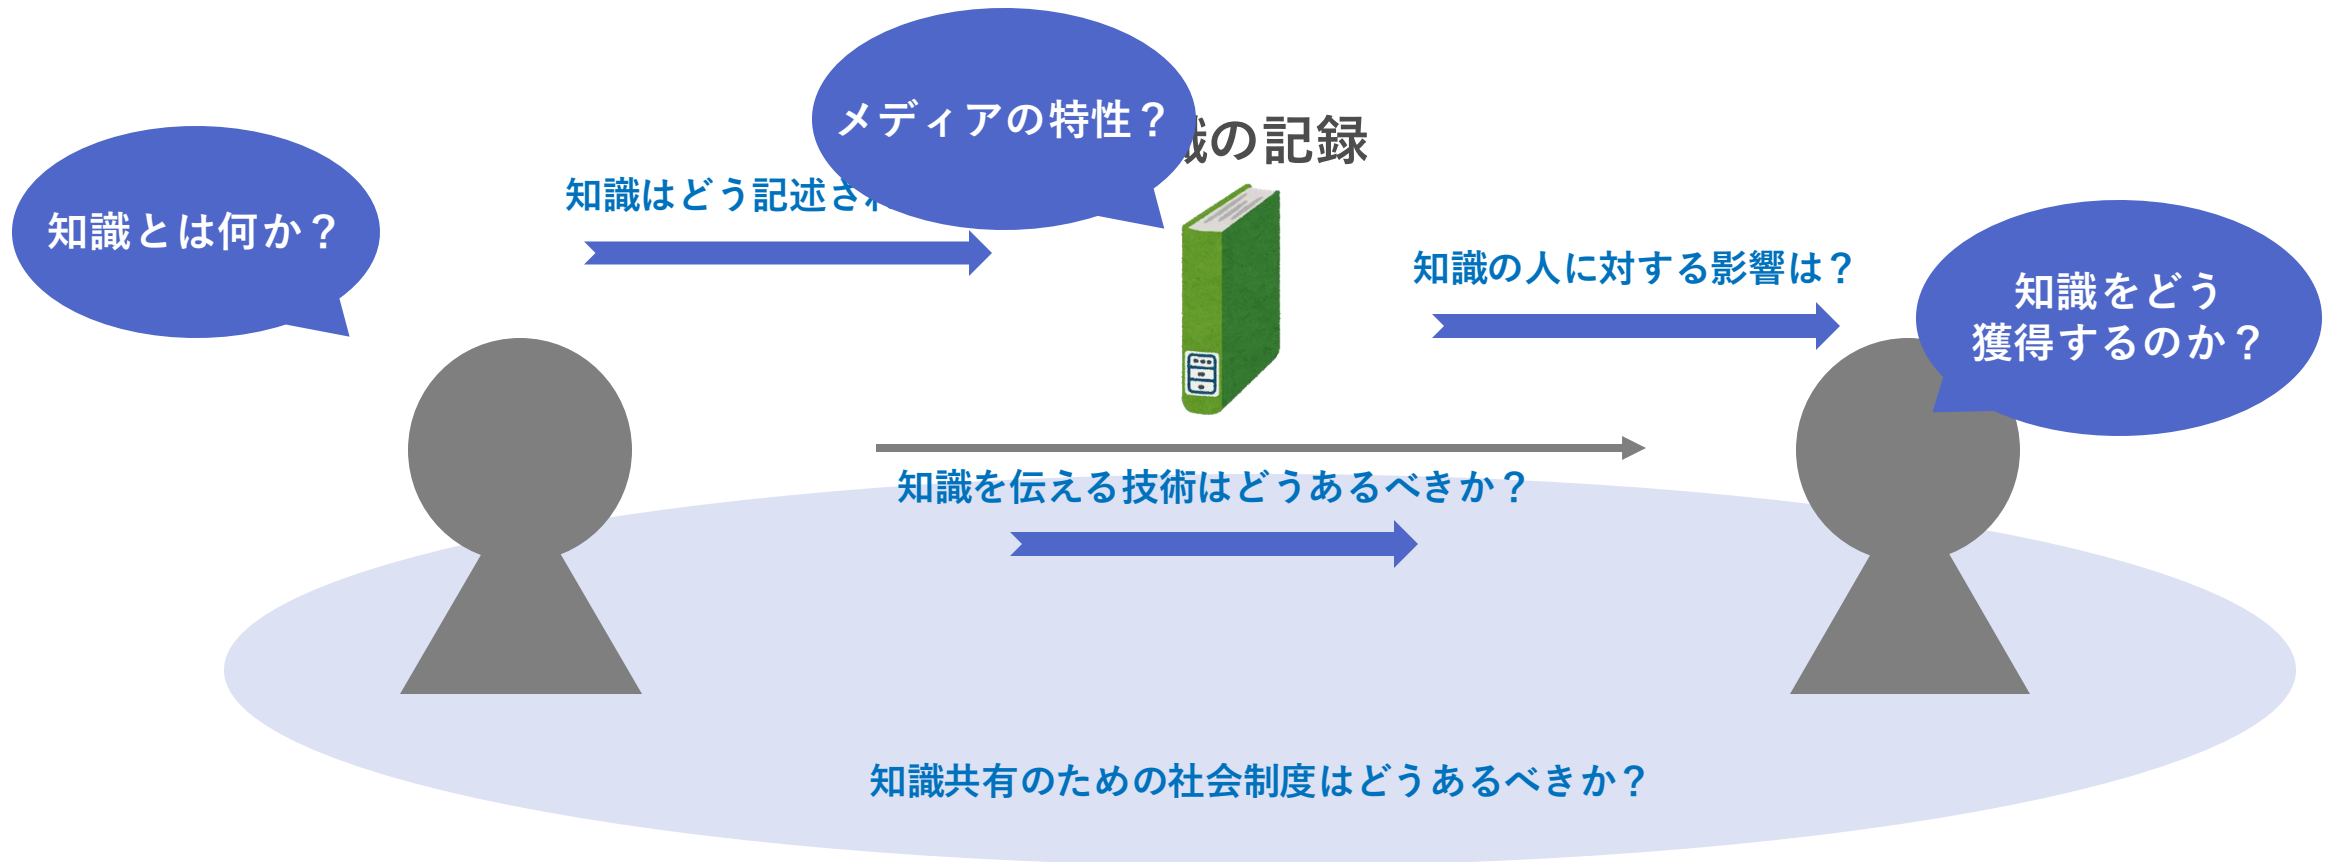 メディアの特性？
の記録
知識とは何か？
知識はどう記述さ
知識の人に対する影響は？
知識をどう
獲得するのか？
知識を伝える技術はどうあるべきか？
知識共有のための社会制度はどうあるべきか？